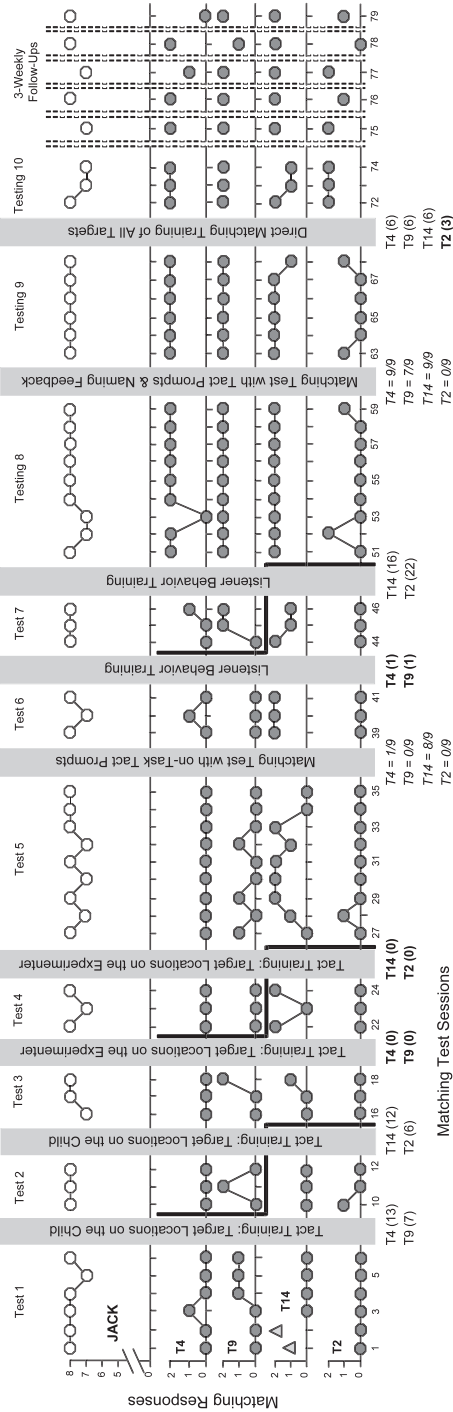 Test 1
Test 2
Test 3
Test 4
Test 5
Test 6
Test 7
Testing 8
Testing 9
Testing 10
3-Weekly
Follow-Ups
Tact Training: Target Locations on the Child
Tact Training: Target Locations on the Child
Tact Training: Target Locations on the Experimenter
Tact Training: Target Locations on the Experimenter
Matching Test with on-Task Tact Prompts
Listener Behavior Training
Listener Behavior Training
Matching Test with Tact Prompts & Naming Feedback
Direct Matching Training of All Targets
Matching Responses
8
7
6
5
0
JACK
2
1
0
T4
2
1
0
T9
2
1
0
T14
2
1
0
T2
1 3 5 10 12 16 18 22 24 27 29 31 33 35 39 41 44 46 51 53 55 57 59 63 65 67 72 74 75 76 77 78 79
T4 (13)
T9 (7)
T14 (12)
T2 (6)
T4 (0)
T9 (0)
T14 (0)
T2 (0)
T4 = 1/9
T9 = 0/9
T14 = 8/9
T2 = 0/9
T4 (1)
T9 (1)
T14 (16)
T2 (22)
T4 = 9/9
T9 = 7/9
T14 = 9/9
T2 = 0/9
T4 (6)
T9 (6)
T14 (6)
T2 (3)
Matching Test Sessions